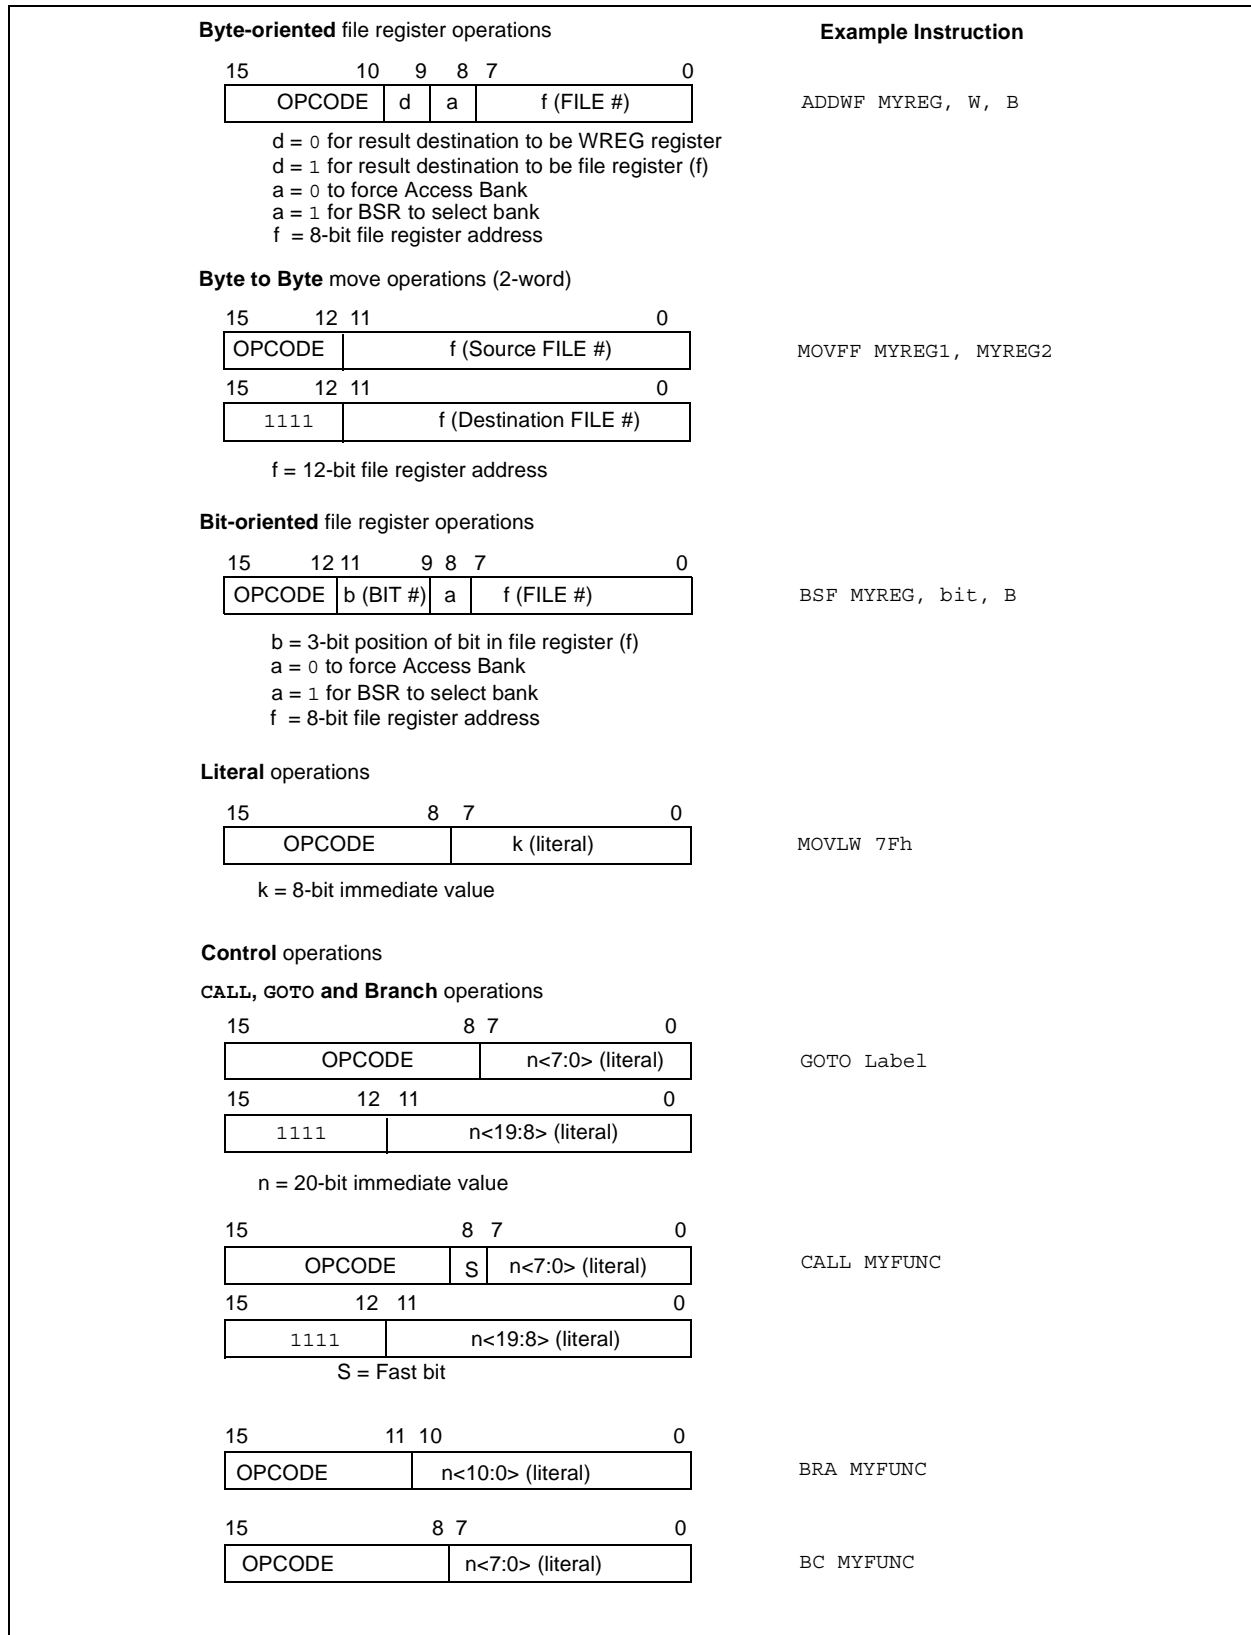 Byte-oriented file register operations
Example Instruction
15 10 9 8 7 0
OPCODE d a f (FILE #)
ADDWF MYREG, W, B
d = 0 for result destination to be WREG register
d = 1 for result destination to be file register (f)
a = 0 to force Access Bank
a = 1 for BSR to select bank
f = 8-bit file register address
Byte to Byte move operations (2-word)
15 12 11 0
OPCODE f (Source FILE #)
MOVFF MYREG1, MYREG2
15 12 11 0
1111 f (Destination FILE #)
f = 12-bit file register address
Bit-oriented file register operations
15 12 11 9 8 7 0
OPCODE b (BIT #) a f (FILE #)
BSF MYREG, bit, B
b = 3-bit position of bit in file register (f)
a = 0 to force Access Bank
a = 1 for BSR to select bank
f = 8-bit file register address
Literal operations
15 8 7 0
OPCODE k (literal)
MOVLW 7Fh
k = 8-bit immediate value
Control operations
CALL, GOTO and Branch operations
15 8 7 0
OPCODE n<7:0> (literal)
GOTO Label
15 12 11 0
1111 n<19:8> (literal)
n = 20-bit immediate value
15 8 7 0
OPCODE S n<7:0> (literal)
CALL MYFUNC
15 12 11 0
1111 n<19:8> (literal)
S = Fast bit
15 11 10 0
OPCODE n<10:0> (literal)
BRA MYFUNC
15 8 7 0
OPCODE n<7:0> (literal)
BC MYFUNC